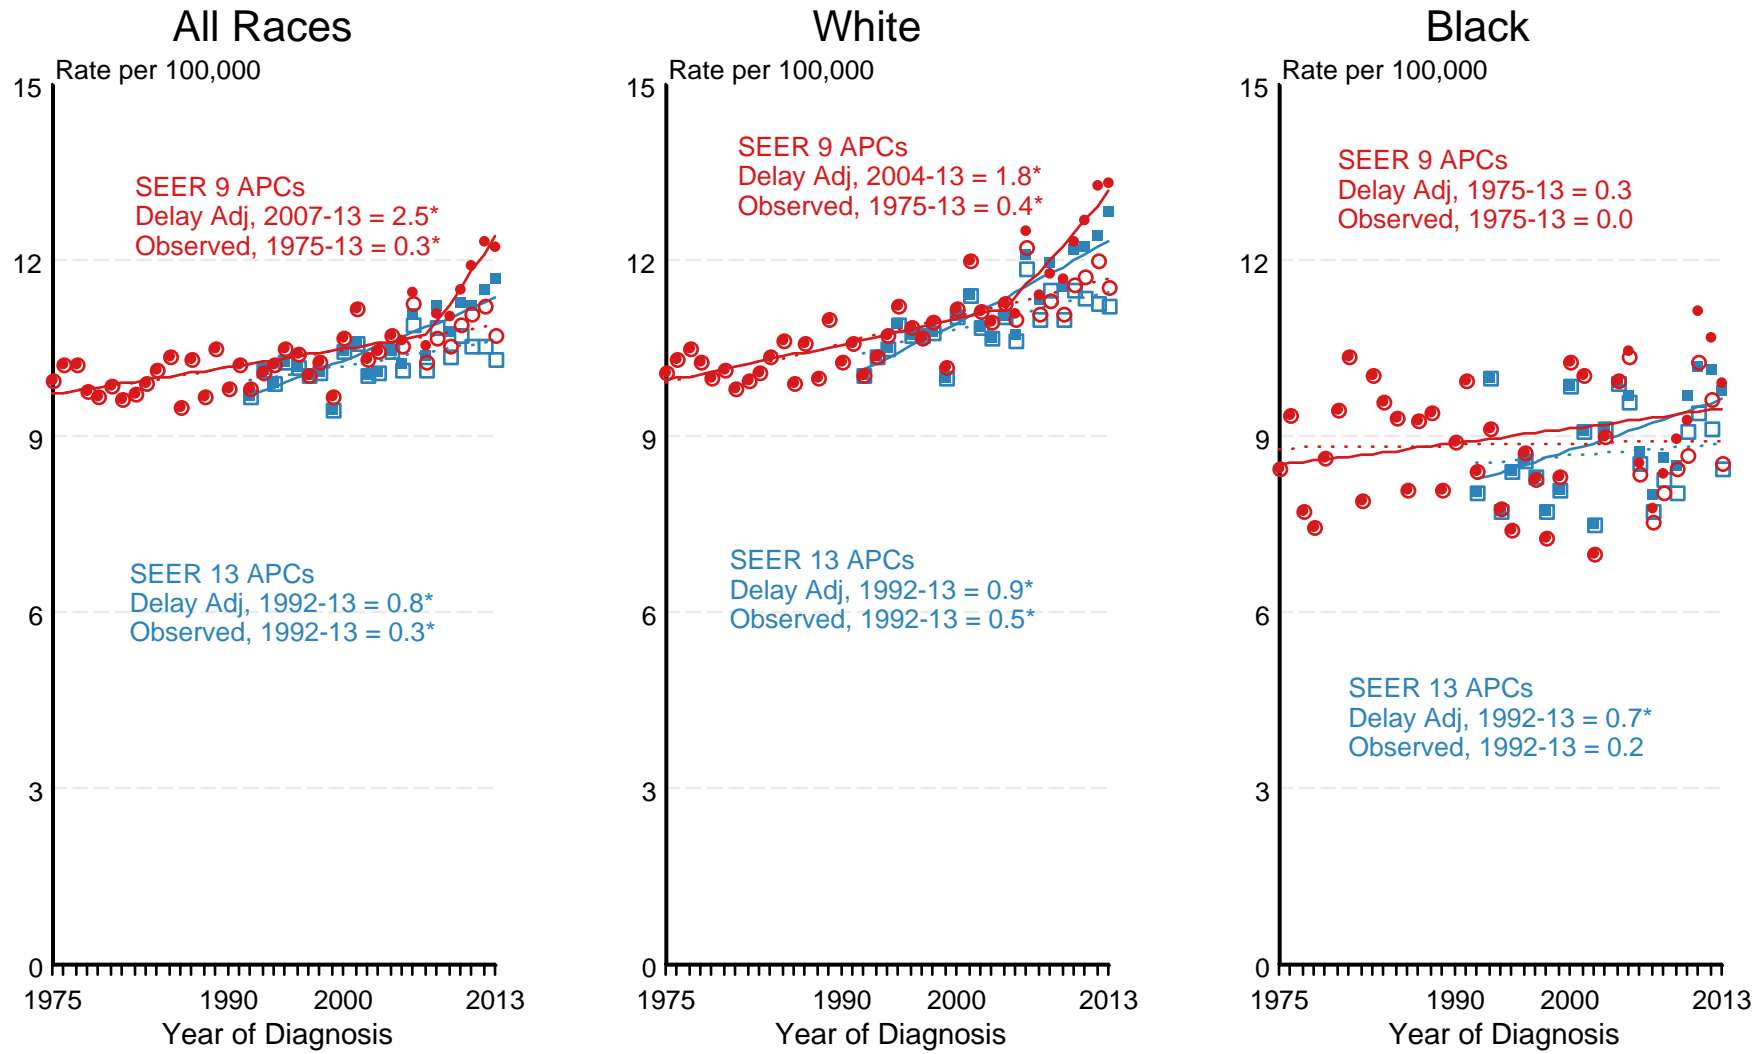 All Races
Rate per 100,000
15
12
9
6
3
0
SEER 9 APCs
Delay Adj, 2007-13 = 2.5*
Observed, 1975-13 = 0.3*
SEER 13 APCs
Delay Adj, 1992-13 = 0.8*
Observed, 1992-13 = 0.3*
1975 1990 2000 2013
Year of Diagnosis
White
Rate per 100,000
15
12
9
6
3
0
SEER 9 APCs
Delay Adj, 2004-13 = 1.8*
Observed, 1975-13 = 0.4*
SEER 13 APCs
Delay Adj, 1992-13 = 0.9*
Observed, 1992-13 = 0.5*
1975 1990 2000 2013
Year of Diagnosis
Black
Rate per 100,000
15
12
9
6
3
0
SEER 9 APCs
Delay Adj, 1975-13 = 0.3
Observed, 1975-13 = 0.0
SEER 13 APCs
Delay Adj, 1992-13 = 0.7*
Observed, 1992-13 = 0.2
1975 1990 2000 2013
Year of Diagnosis